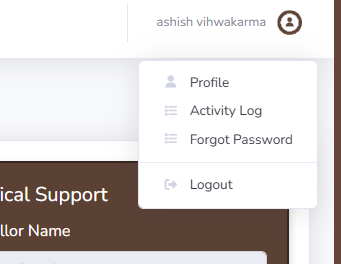 ashish vihwakarma
Profile
Activity Log
Forgot Password
Logout
ical Support
llor Name